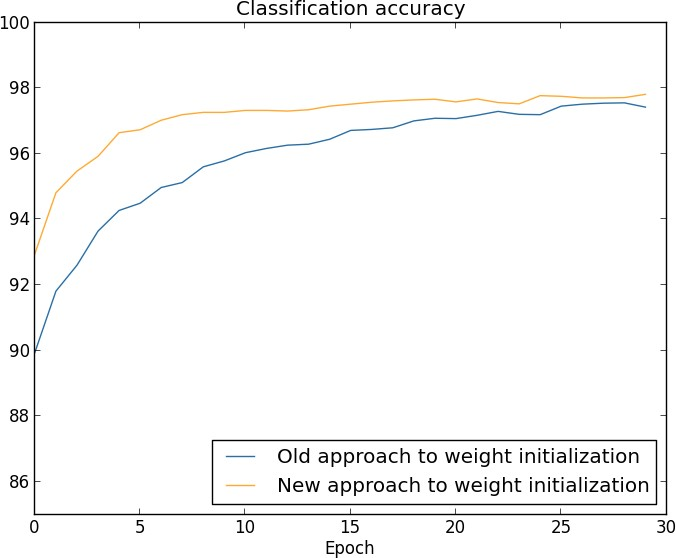 Classification accuracy
100
98
96
94
92
90
88
86
Old approach to weight initialization
New approach to weight initialization
0 5 10 15 20 25 30
Epoch